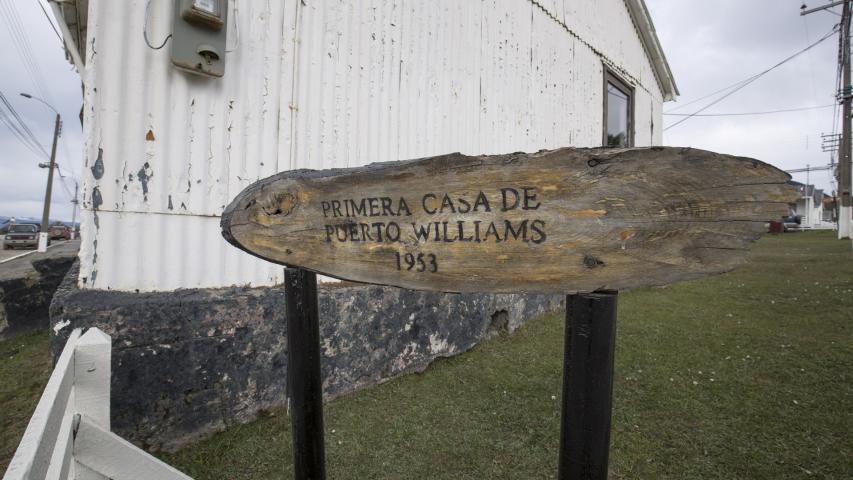 PRIMERA CASA DE
PUERTO WILLIAMS
1953